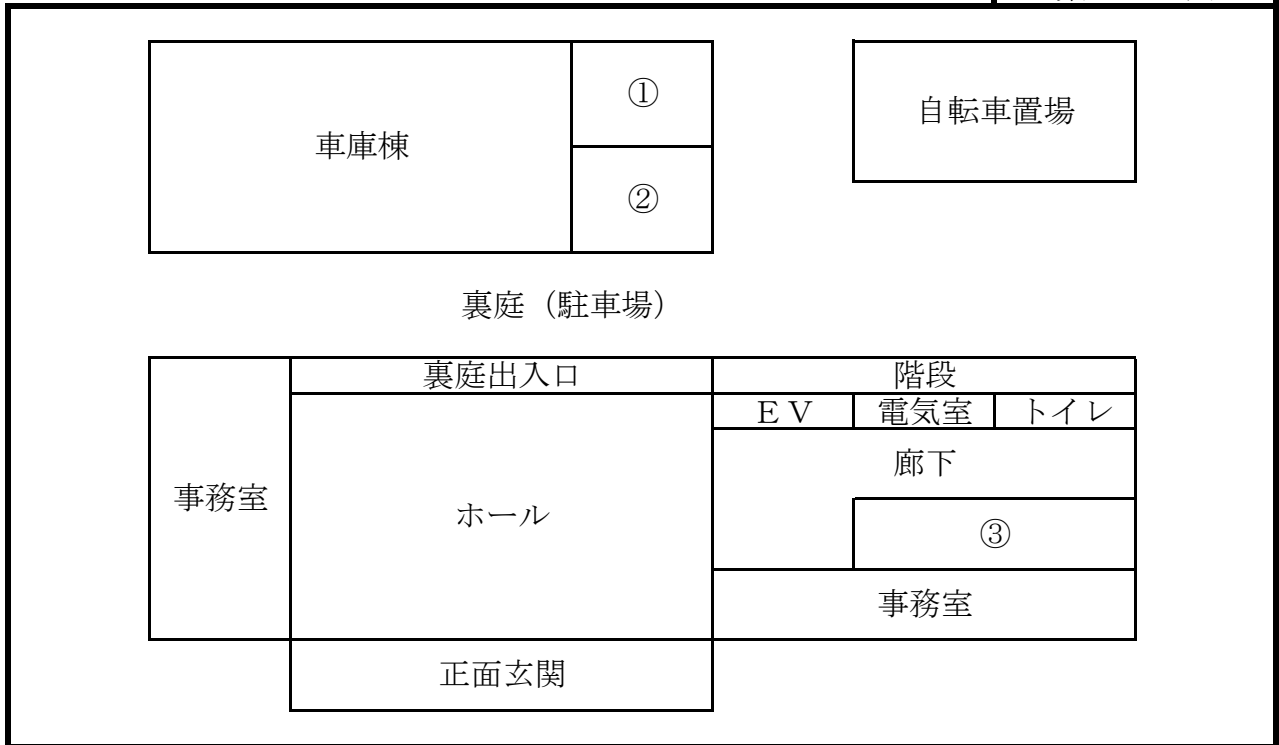 ①
自転車置場
車庫棟
②
裏庭（駐車場）
裏庭出入口
階段
ＥＶ
電気室
トイレ
廊下
事務室
ホール
③
事務室
正面玄関